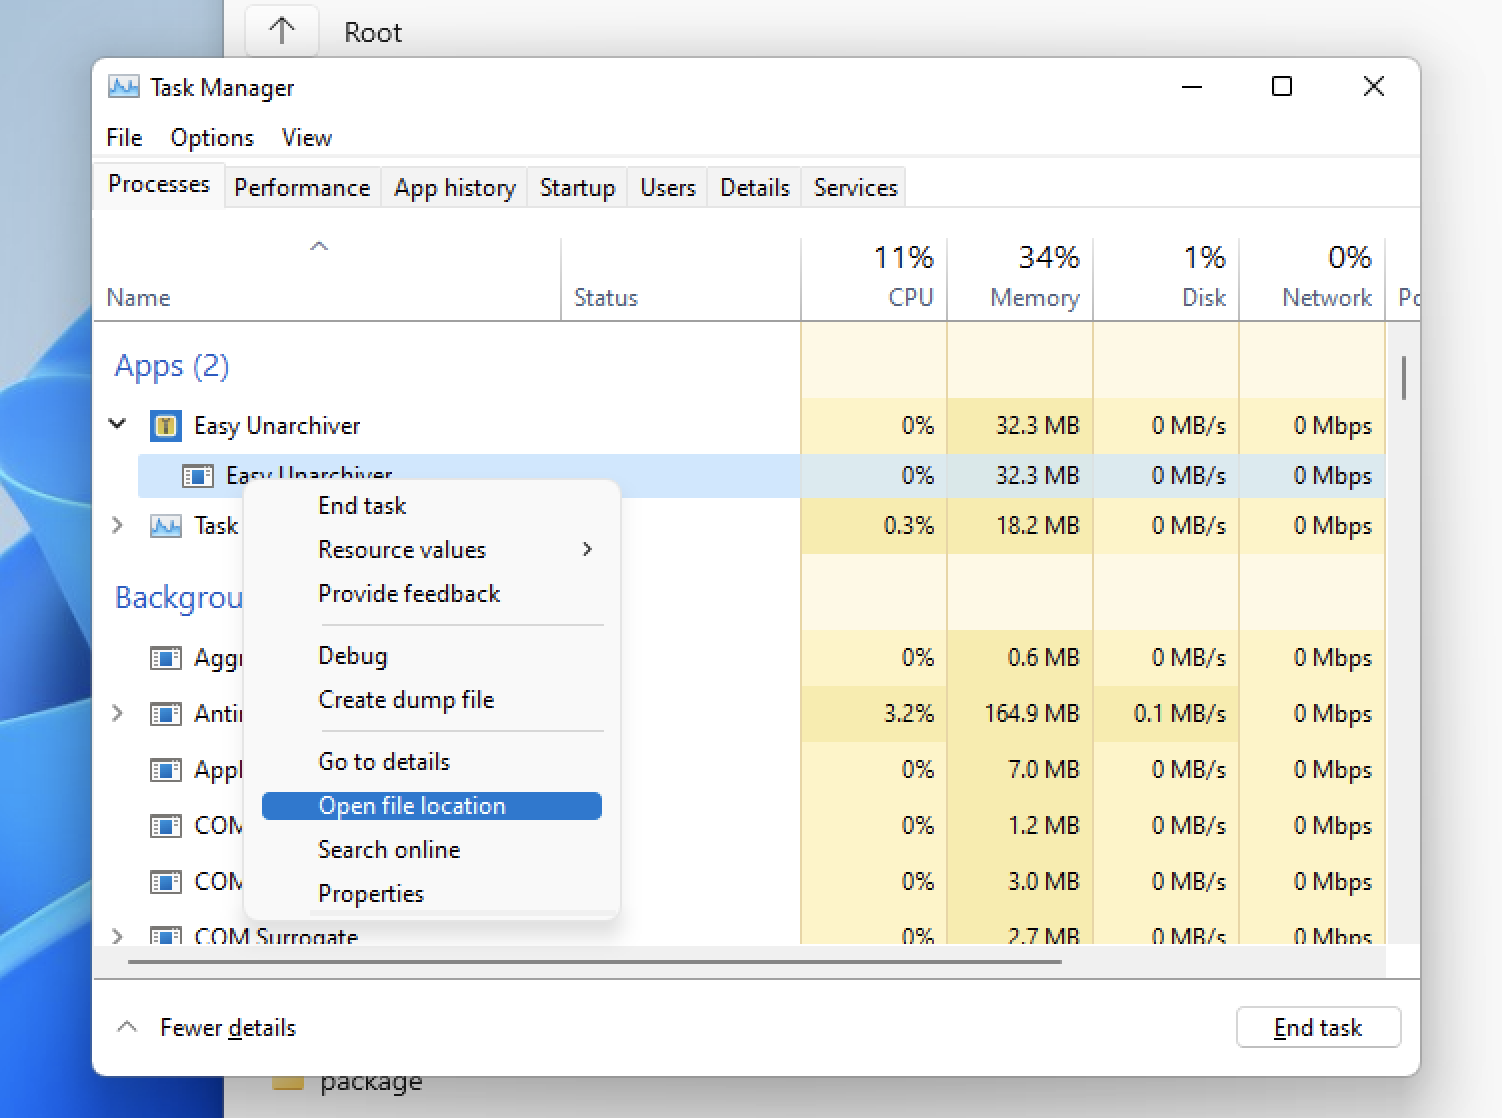 Root
Task Manager
File Options View
Processes Performance App history Startup Users Details Services
11% 34% 1% 0%
Name Status CPU Memory Disk Network
Apps (2)
Easy Unarchiver 0% 32.3 MB 0 MB/s 0 Mbps
Easy Unarchiver 0% 32.3 MB 0 MB/s 0 Mbps
Task 0.3% 18.2 MB 0 MB/s 0 Mbps
0% 0.6 MB 0 MB/s 0 Mbps
3.2% 164.9 MB 0.1 MB/s 0 Mbps
0% 7.0 MB 0 MB/s 0 Mbps
COM 0% 1.2 MB 0 MB/s 0 Mbps
COM 0% 3.0 MB 0 MB/s 0 Mbps
COM Surrogate 0% 2.7 MB 0 MB/s 0 Mbps
End task
Resource values
Provide feedback
Debug
Create dump file
Go to details
Open file location
Search online
Properties
Fewer details End task
package